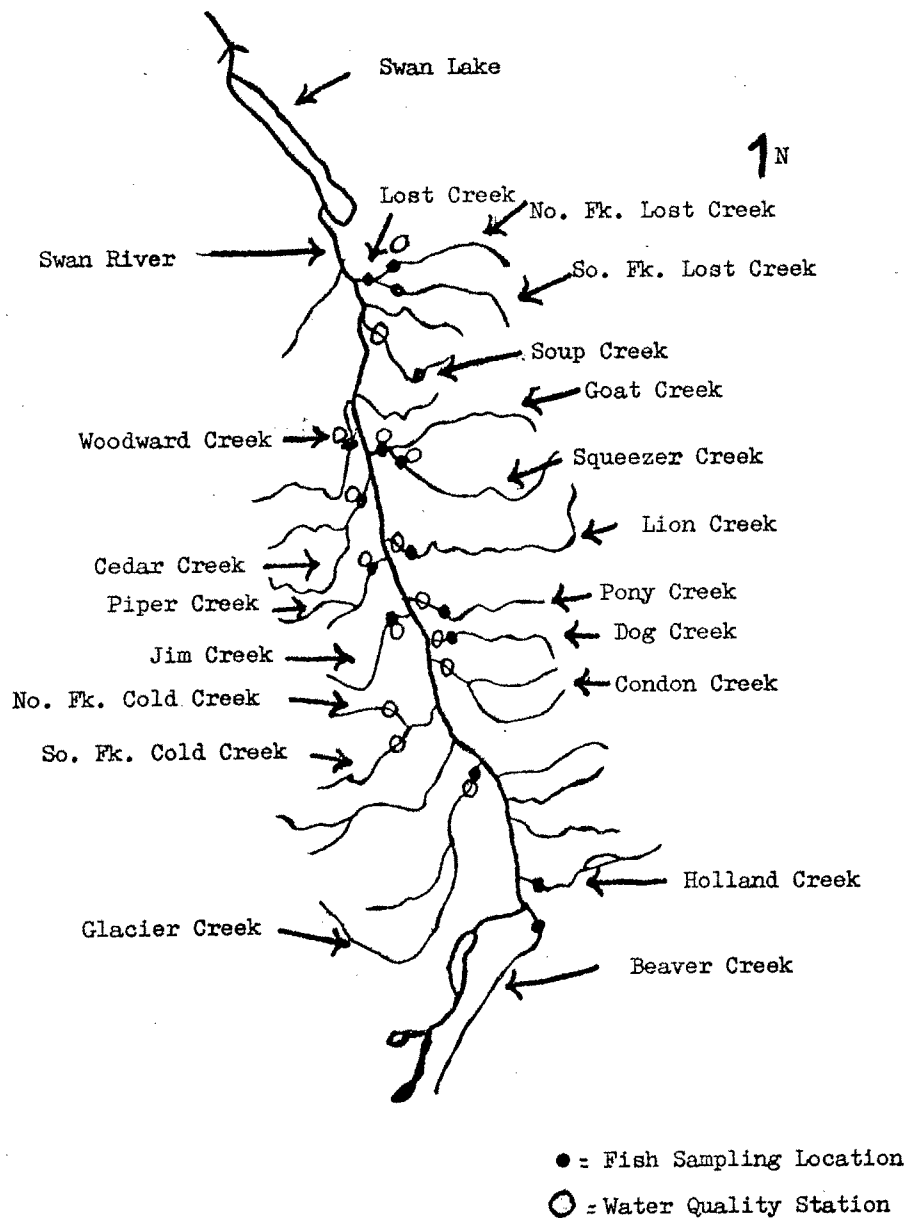 Swan Lake
N
Lost Creek
No. Fk. Lost Creek
Swan River
So. Fk. Lost Creek
Soup Creek
Goat Creek
Woodward Creek
Squeezer Creek
Lion Creek
Cedar Creek
Piper Creek
Pony Creek
Dog Creek
Jim Creek
Condon Creek
No. Fk. Cold Creek
So. Fk. Cold Creek
Holland Creek
Glacier Creek
Beaver Creek
= Fish Sampling Location
= Water Quality Station